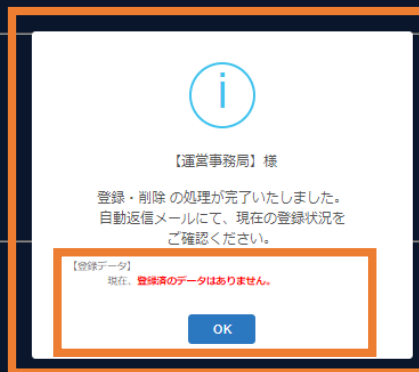 i
【運営事務局】様
登録・削除 の処理が完了いたしました。
自動返信メールにて、現在の登録状況を
ご確認ください。
【登録データ】
現在、登録済のデータはありません。
OK